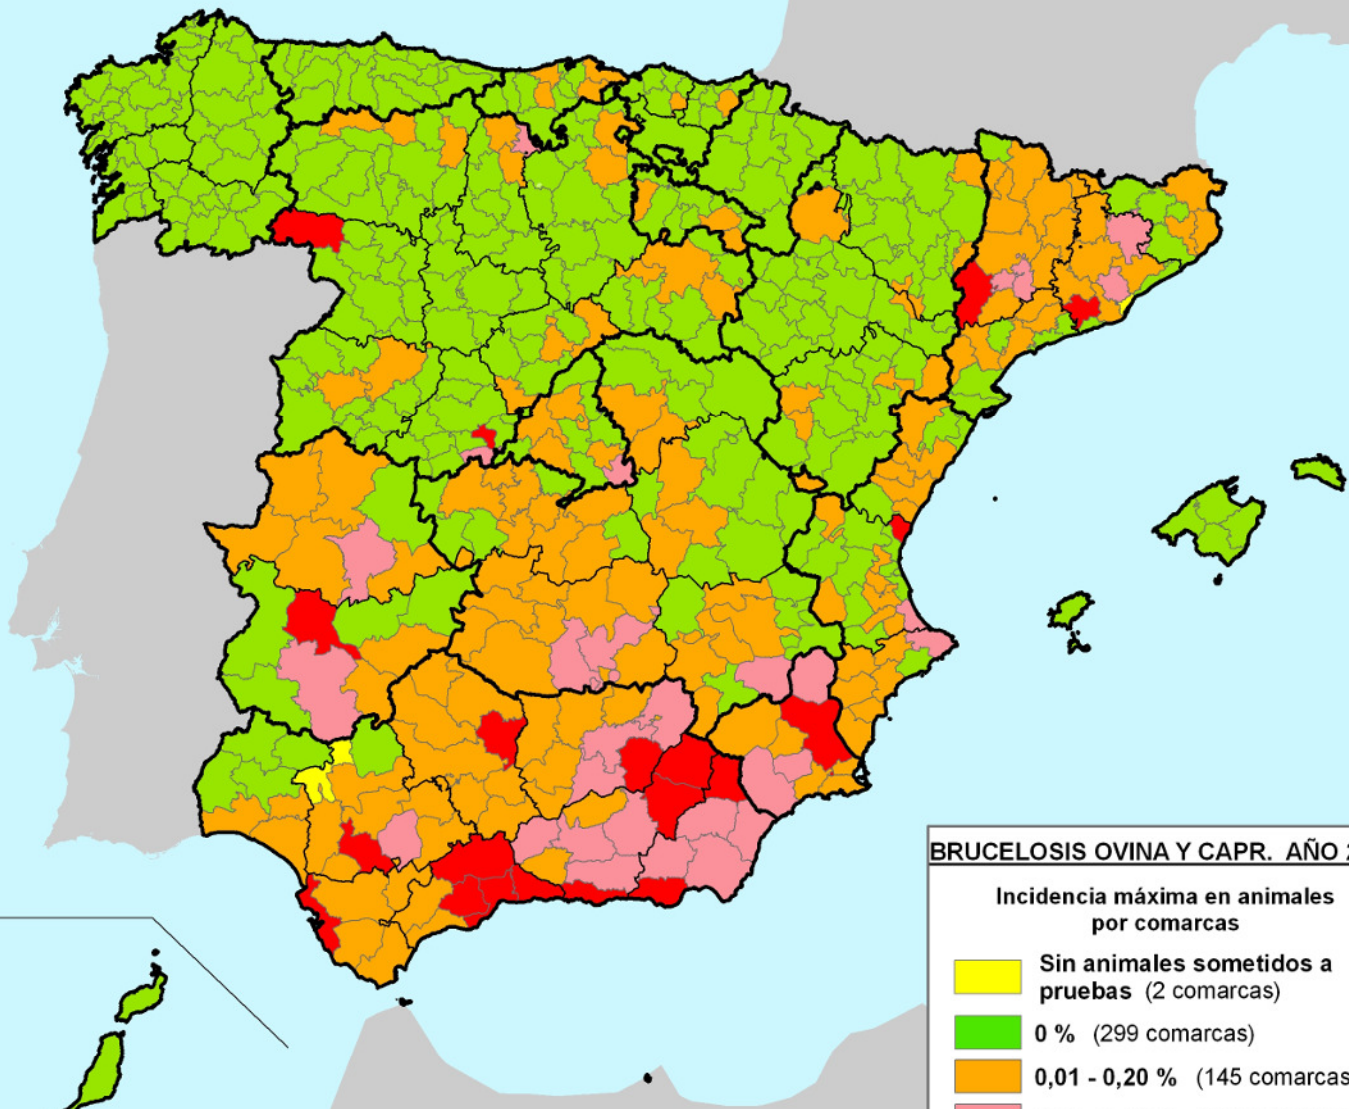 BRUCELOSIS OVINA Y CAPR. AÑO
Incidencia máxima en animales
por comarcas
Sin animales sometidos a
pruebas (2 comarcas)
0 % (299 comarcas)
0,01 - 0,20 % (145 comarcas